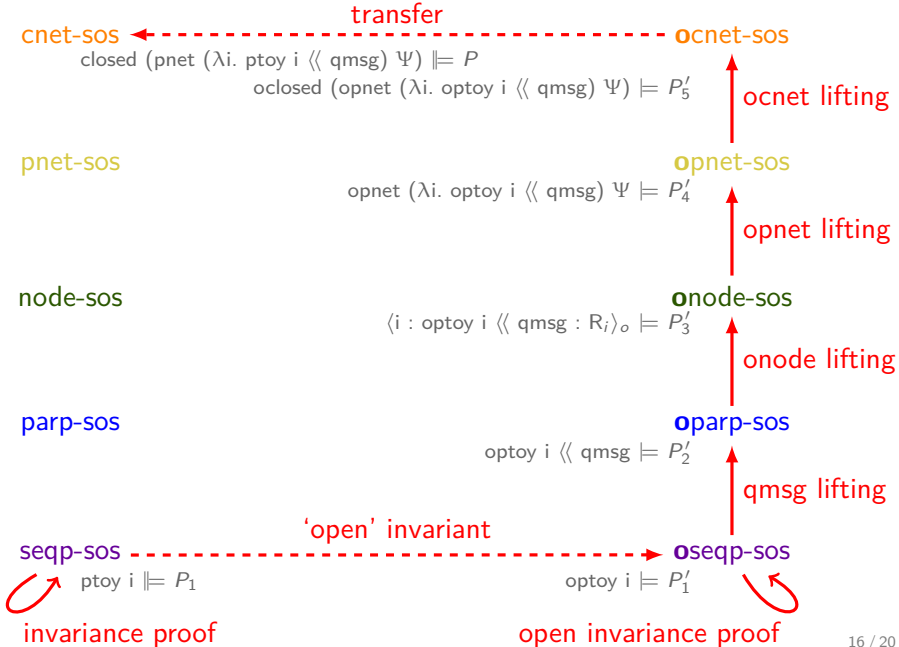 transfer
cnet-sos ocnet-sos
closed (pnet (λi. ptoy i ⟨⟨ qmsg) Ψ) ⊫ P
oclosed (opnet (λi. optoy i ⟨⟨ qmsg) Ψ) ⊨ P′₅
ocnet lifting
pnet-sos opnet-sos
opnet (λi. optoy i ⟨⟨ qmsg) Ψ ⊨ P′₄
opnet lifting
node-sos onode-sos
⟨i : optoy i ⟨⟨ qmsg : Rᵢ⟩ₒ ⊨ P′₃
onode lifting
parp-sos oparp-sos
optoy i ⟨⟨ qmsg ⊨ P′₂
qmsg lifting
‘open’ invariant
seqp-sos oseqp-sos
ptoy i ⊫ P₁ optoy i ⊨ P′₁
invariance proof open invariance proof
16 / 20